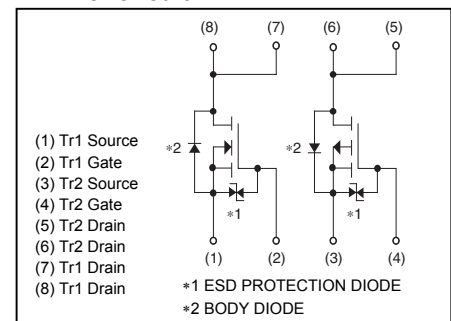 (8) (7) (6) (5)
∗2 ∗2
(1) Tr1 Source
(2) Tr1 Gate
(3) Tr2 Source
(4) Tr2 Gate
(5) Tr2 Drain
(6) Tr2 Drain
(7) Tr1 Drain
(8) Tr1 Drain
∗1 ∗1
(1) (2) (3) (4)
∗1 ESD PROTECTION DIODE
∗2 BODY DIODE